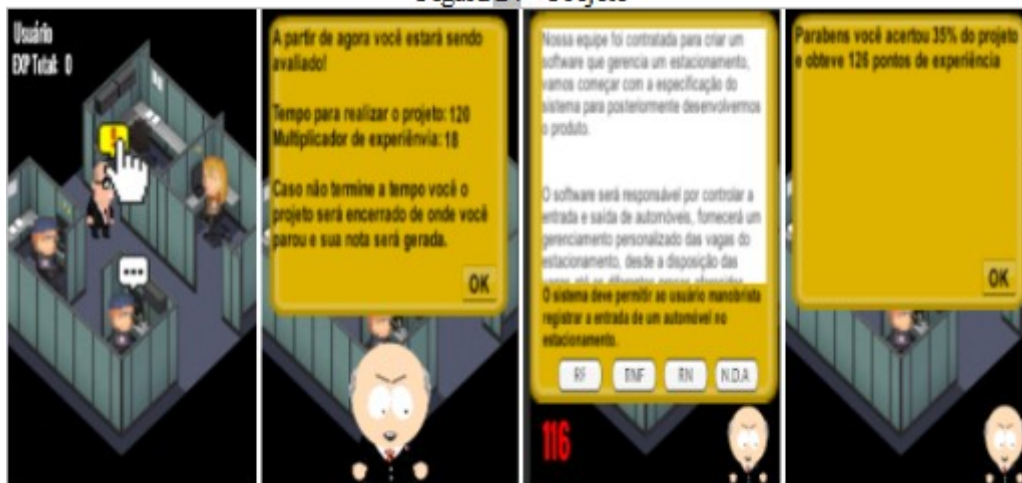 Projeto
Usuário
EXP Total: 0
A partir de agora você estará sendo
avaliado!
Tempo para realizar o projeto: 120
Multiplicador de experiênvia: 18
Caso não termine a tempo você o
projeto será encerrado de onde você
parou e sua nota será gerada.
OK
Nossa equipe foi contratada para criar um
software que gerencia um estacionamento,
vamos começar com a especificação do
sistema para posteriormente desenvolvermos
o produto.
O software será responsável por controlar a
entrada e saída de automóveis, fornecerá um
gerenciamento personalizado das vagas do
estacionamento, desde a disposição das
O sistema deve permitir ao usuário manobrista
registrar a entrada de um automóvel no
estacionamento.
RF RNF RN N.D.A
116
Parabens você acertou 35% do projeto
e obteve 126 pontos de experiência
OK